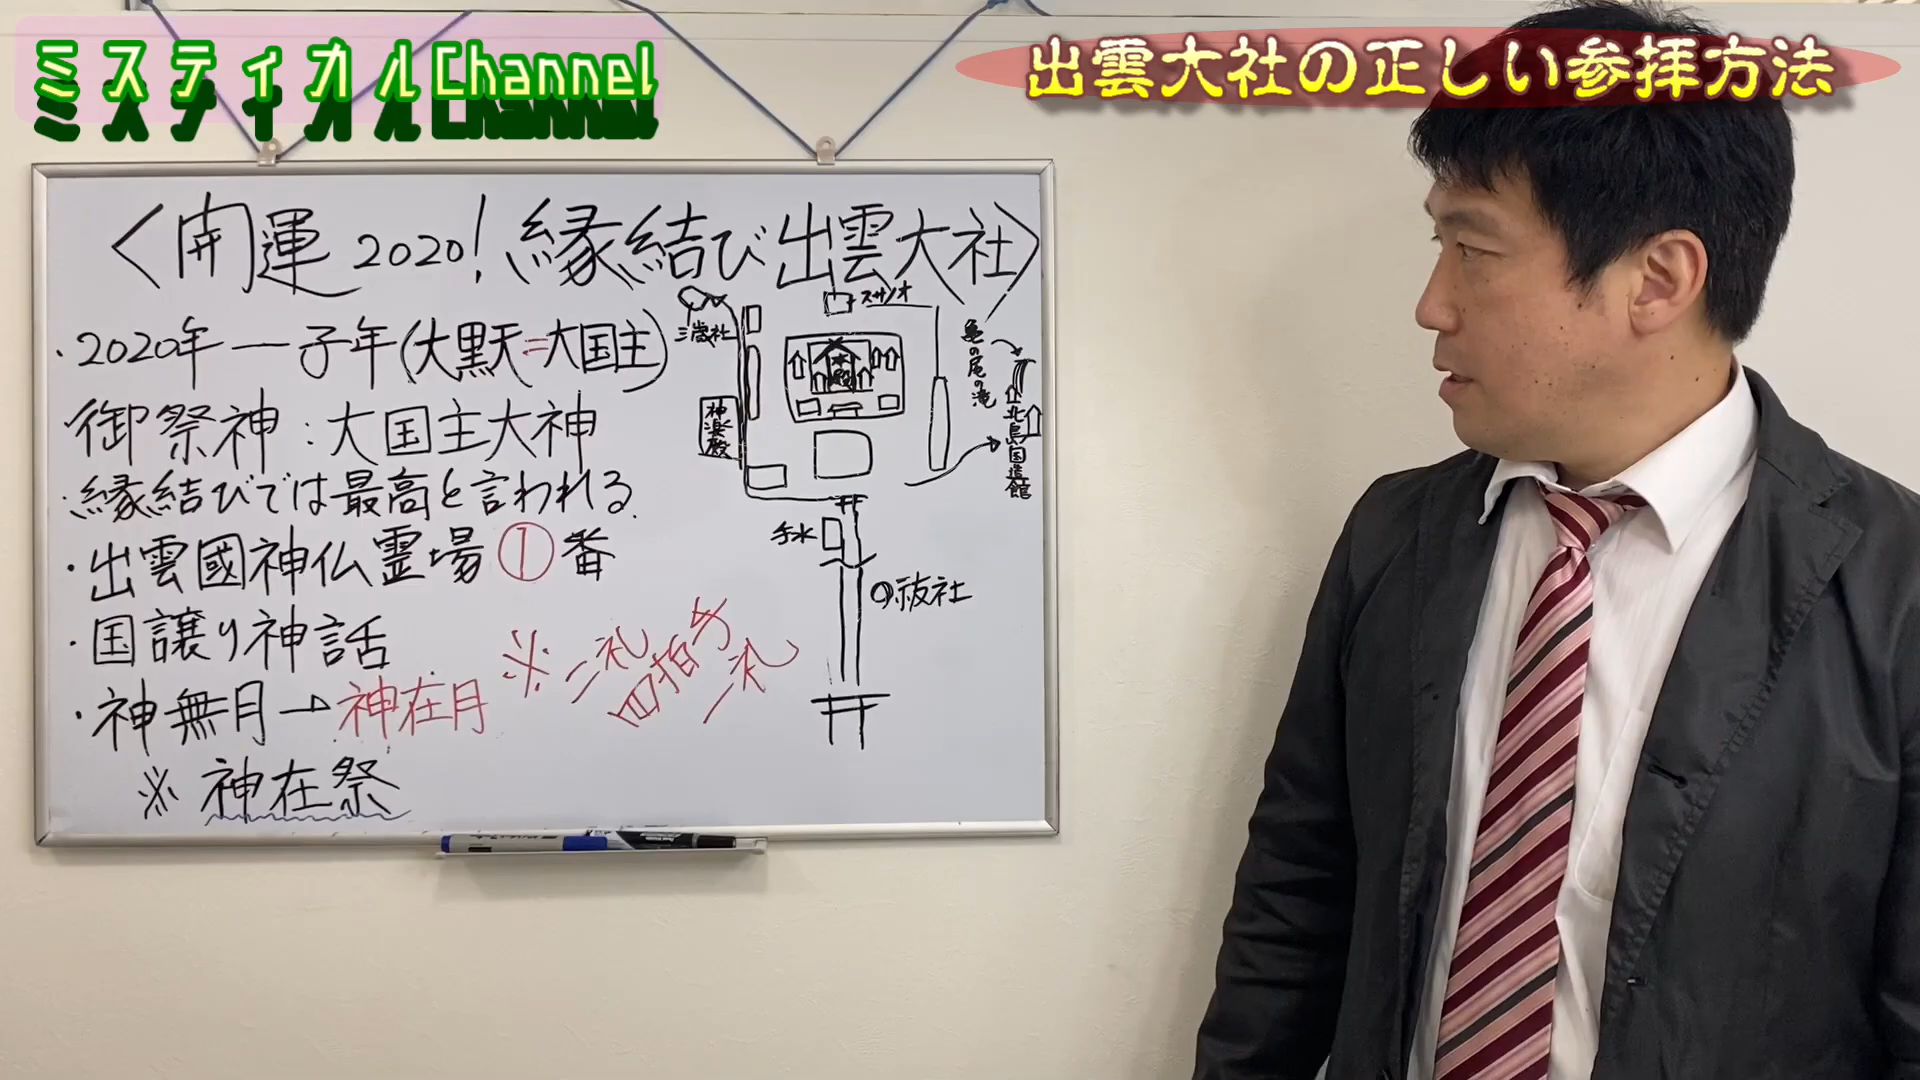 ミスティカルChannel
出雲大社の正しい参拝方法
〈開運2020!縁結び出雲大社〉
・2020年ー子年(大黒天=大国主)
御祭神:大国主大神
・縁結びでは最高と言われる。
・出雲國神仏霊場①番
・国譲り神話
・神無月→神在月
※神在祭
※二礼
四拍手
一礼
スサノオ
三歳社
神楽殿
亀の尾の滝
北島国造館
手水
祓社